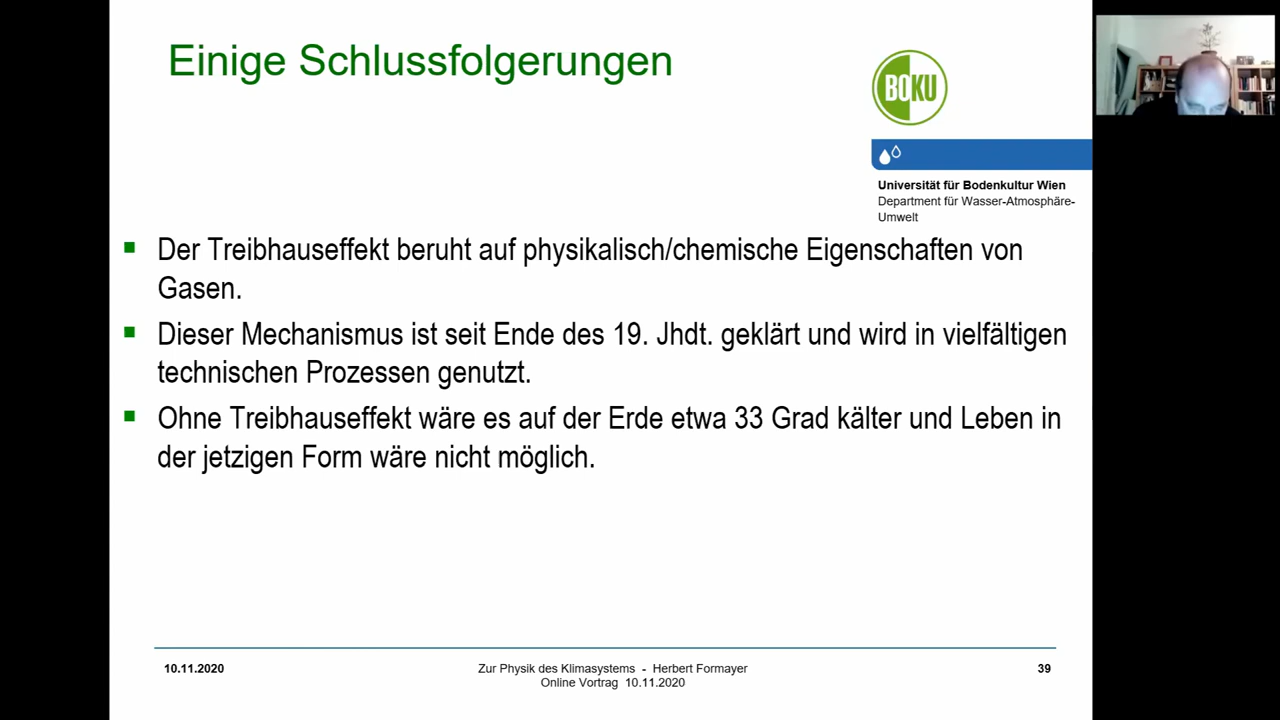 Einige Schlussfolgerungen
BOKU
Universität für Bodenkultur Wien
Department für Wasser-Atmosphäre-
Umwelt
Der Treibhauseffekt beruht auf physikalisch/chemische Eigenschaften von
Gasen.
Dieser Mechanismus ist seit Ende des 19. Jhdt. geklärt und wird in vielfältigen
technischen Prozessen genutzt.
Ohne Treibhauseffekt wäre es auf der Erde etwa 33 Grad kälter und Leben in
der jetzigen Form wäre nicht möglich.
10.11.2020
Zur Physik des Klimasystems - Herbert Formayer
Online Vortrag 10.11.2020
39